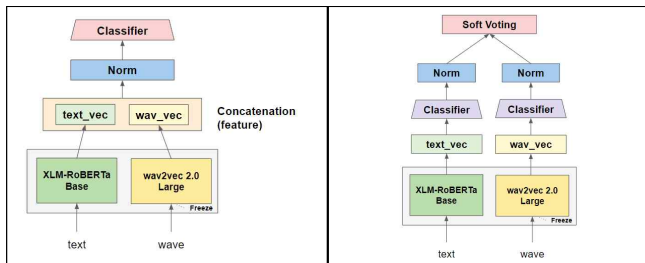 Classifier
Norm
text_vec
wav_vec
Concatenation
(feature)
XLM-RoBERTa
Base
wav2vec 2.0
Large
Freeze
text
wave
Soft Voting
Norm
Norm
Classifier
Classifier
text_vec
wav_vec
XLM-RoBERTa
Base
wav2vec 2.0
Large
Freeze
text
wave